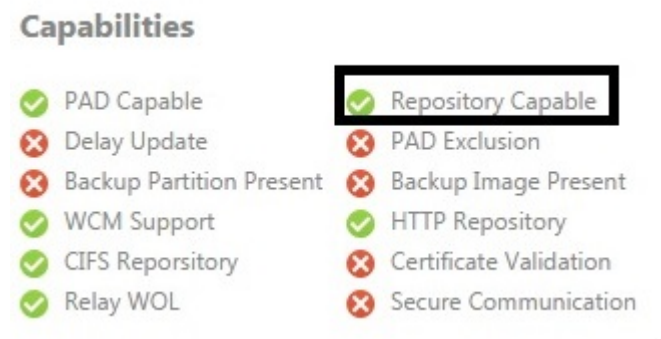 Capabilities
PAD Capable
Repository Capable
Delay Update
PAD Exclusion
Backup Partition Present
Backup Image Present
WCM Support
HTTP Repository
CIFS Reporsitory
Certificate Validation
Relay WOL
Secure Communication